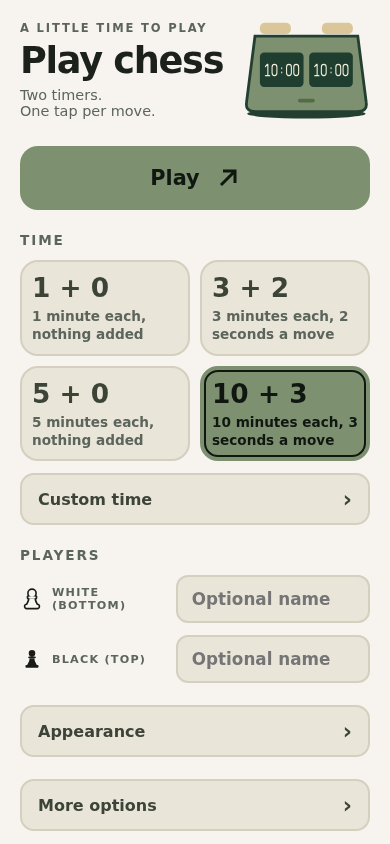 A LITTLE TIME TO PLAY
Play chess
Two timers.
One tap per move.
10:00 10:00
Play
TIME
1 + 0
1 minute each,
nothing added
3 + 2
3 minutes each, 2
seconds a move
5 + 0
5 minutes each,
nothing added
10 + 3
10 minutes each, 3
seconds a move
Custom time
PLAYERS
WHITE
(BOTTOM)
Optional name
BLACK (TOP)
Optional name
Appearance
More options